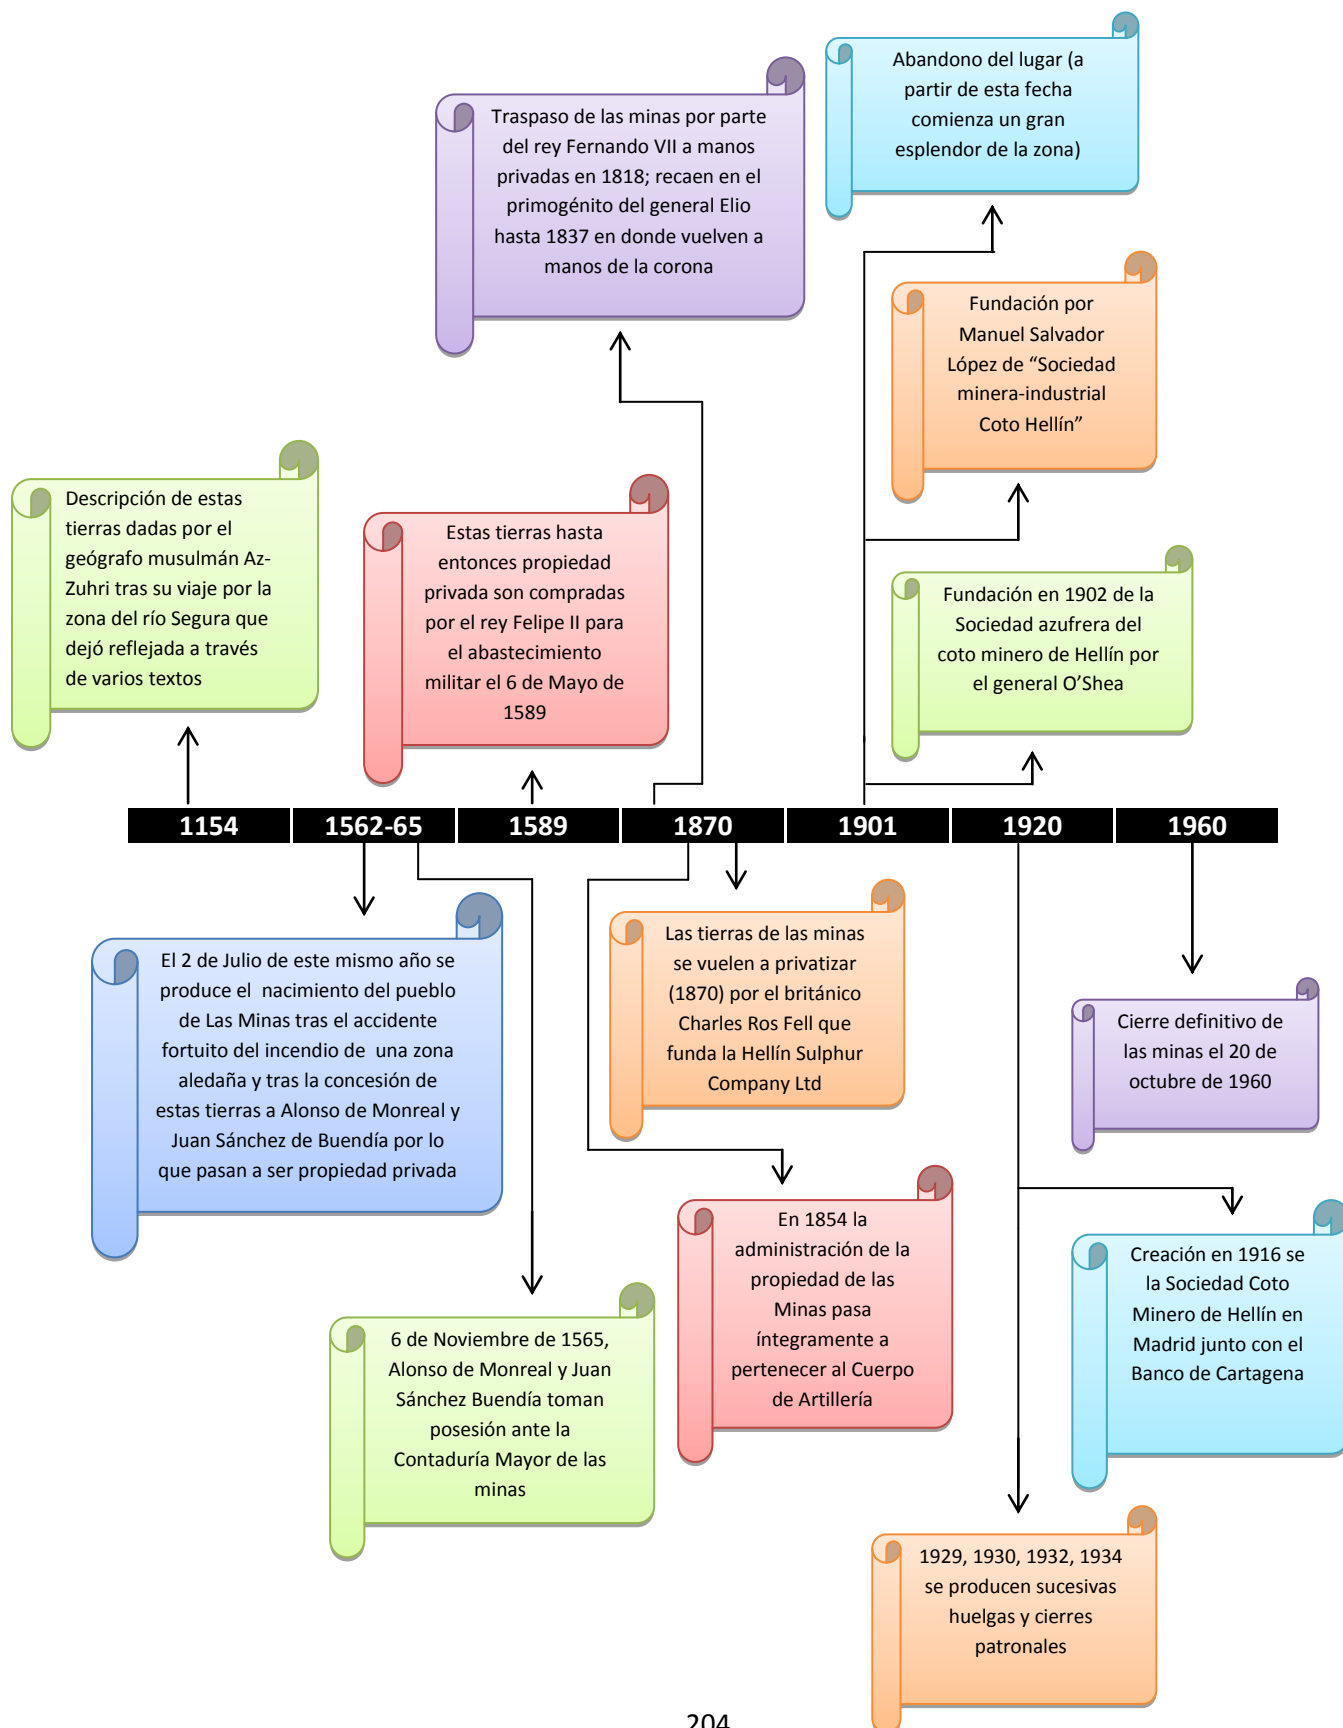 Abandono del lugar (a
partir de esta fecha
comienza un gran
esplendor de la zona)
Traspaso de las minas por parte
del rey Fernando VII a manos
privadas en 1818; recaen en el
primogénito del general Elio
hasta 1837 en donde vuelven a
manos de la corona
Fundación por
Manuel Salvador
López de “Sociedad
minera-industrial
Coto Hellín”
Descripción de estas
tierras dadas por el
geógrafo musulmán Az-
Zuhri tras su viaje por la
zona del río Segura que
dejó reflejada a través
de varios textos
Estas tierras hasta
entonces propiedad
privada son compradas
por el rey Felipe II para
el abastecimiento
militar el 6 de Mayo de
1589
Fundación en 1902 de la
Sociedad azufrera del
coto minero de Hellín por
el general O’Shea
1154 1562-65 1589 1870 1901 1920 1960
El 2 de Julio de este mismo año se
produce el nacimiento del pueblo
de Las Minas tras el accidente
fortuito del incendio de una zona
aledaña y tras la concesión de
estas tierras a Alonso de Monreal y
Juan Sánchez de Buendía por lo
que pasan a ser propiedad privada
Las tierras de las minas
se vuelen a privatizar
(1870) por el británico
Charles Ros Fell que
funda la Hellín Sulphur
Company Ltd
Cierre definitivo de
las minas el 20 de
octubre de 1960
En 1854 la
administración de la
propiedad de las
Minas pasa
íntegramente a
pertenecer al Cuerpo
de Artillería
Creación en 1916 se
la Sociedad Coto
Minero de Hellín en
Madrid junto con el
Banco de Cartagena
6 de Noviembre de 1565,
Alonso de Monreal y Juan
Sánchez Buendía toman
posesión ante la
Contaduría Mayor de las
minas
1929, 1930, 1932, 1934
se producen sucesivas
huelgas y cierres
patronales
204